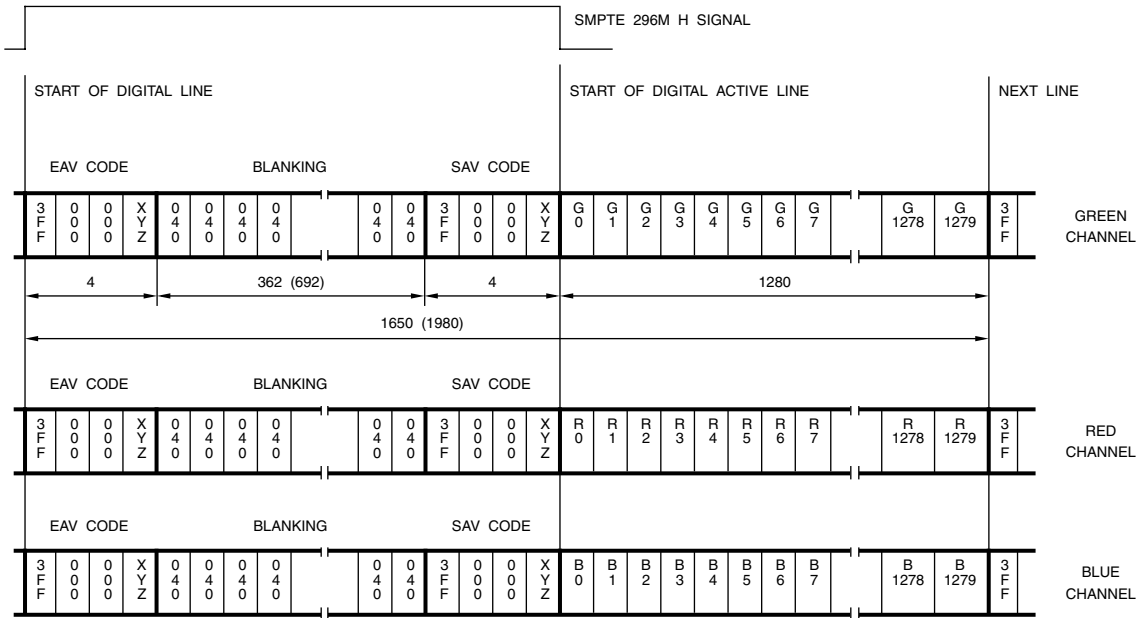 SMPTE 296M H SIGNAL
START OF DIGITAL LINE START OF DIGITAL ACTIVE LINE NEXT LINE
EAV CODE BLANKING SAV CODE
3FF 000 000 XYZ 040 040 040 040 040 040 3FF 000 000 XYZ G0 G1 G2 G3 G4 G5 G6 G7 G1278 G1279 3FF GREEN CHANNEL
4 362 (692) 4 1280
1650 (1980)
EAV CODE BLANKING SAV CODE
3FF 000 000 XYZ 040 040 040 040 040 040 3FF 000 000 XYZ R0 R1 R2 R3 R4 R5 R6 R7 R1278 R1279 3FF RED CHANNEL
EAV CODE BLANKING SAV CODE
3FF 000 000 XYZ 040 040 040 040 040 040 3FF 000 000 XYZ B0 B1 B2 B3 B4 B5 B6 B7 B1278 B1279 3FF BLUE CHANNEL